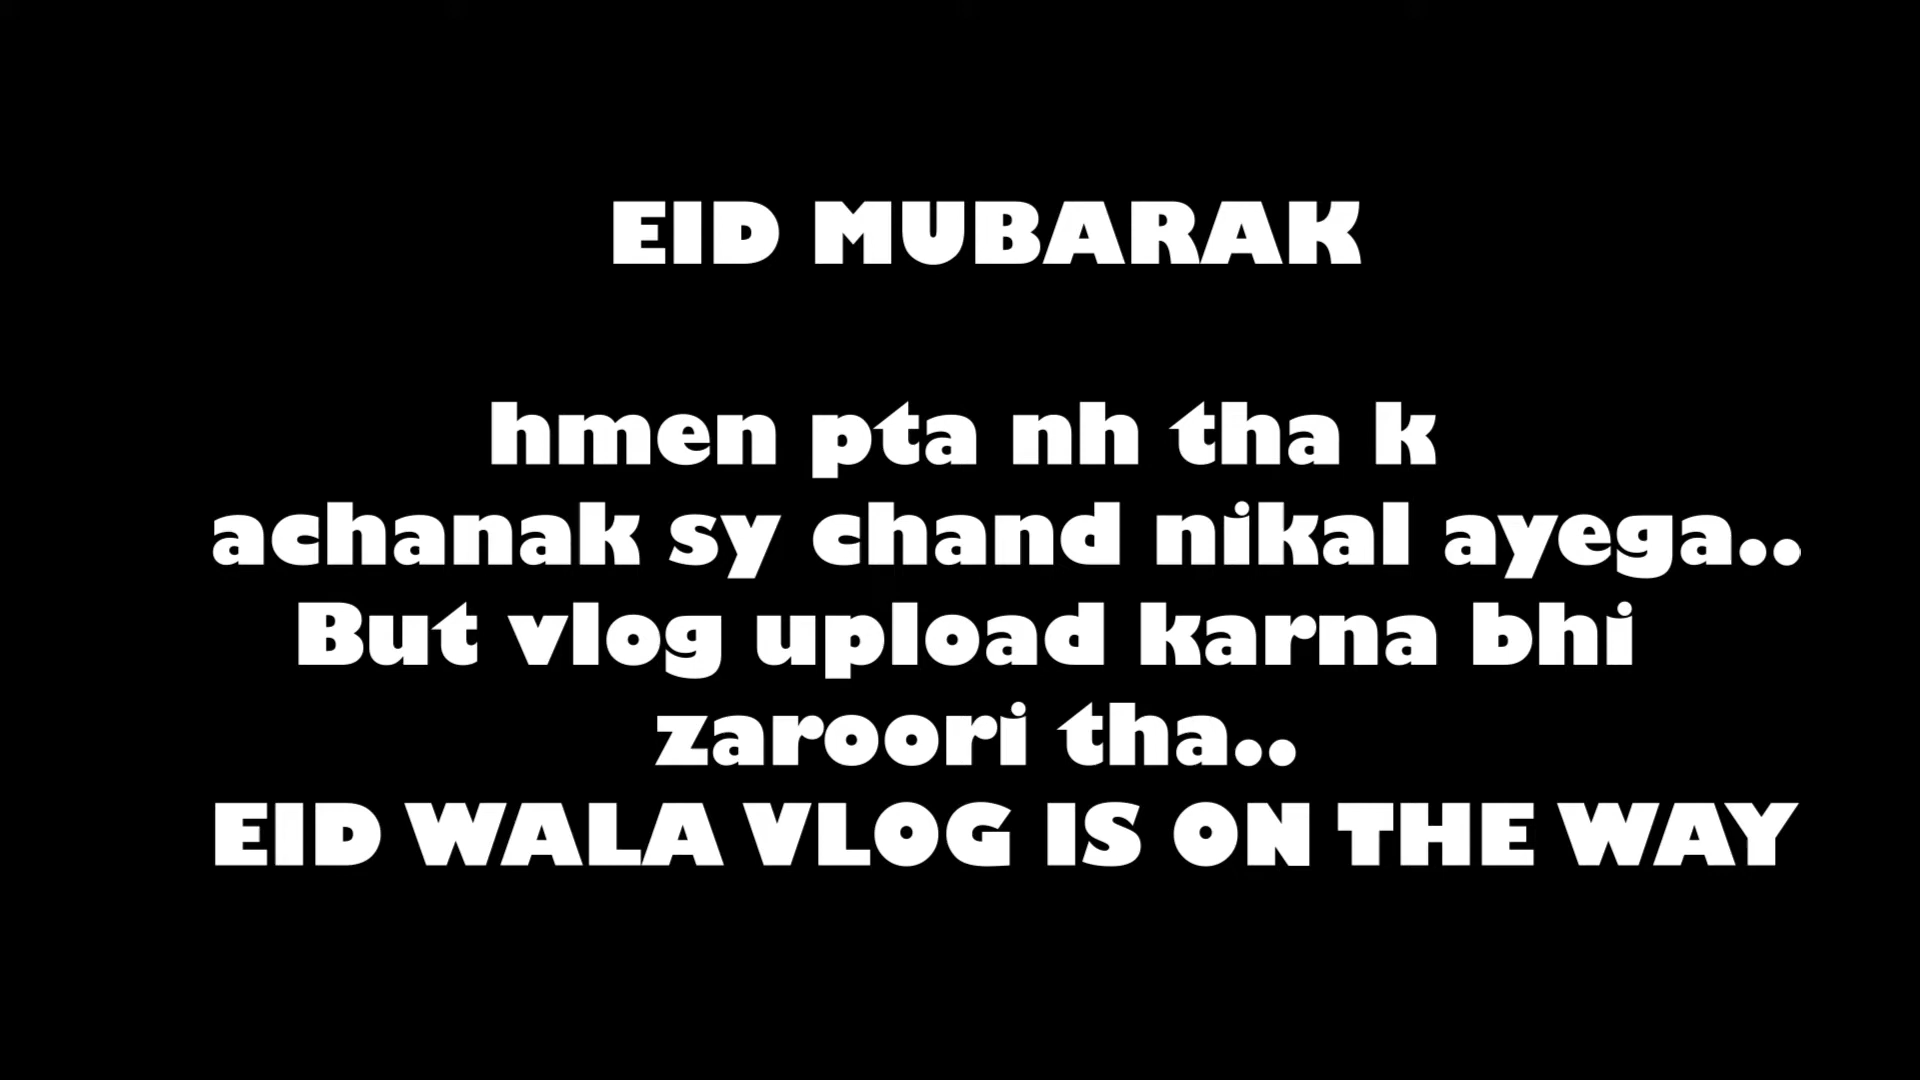 EID MUBARAK
hmen pta nh tha k
achanak sy chand nikal ayega..
But vlog upload karna bhi
zaroori tha..
EID WALA VLOG IS ON THE WAY